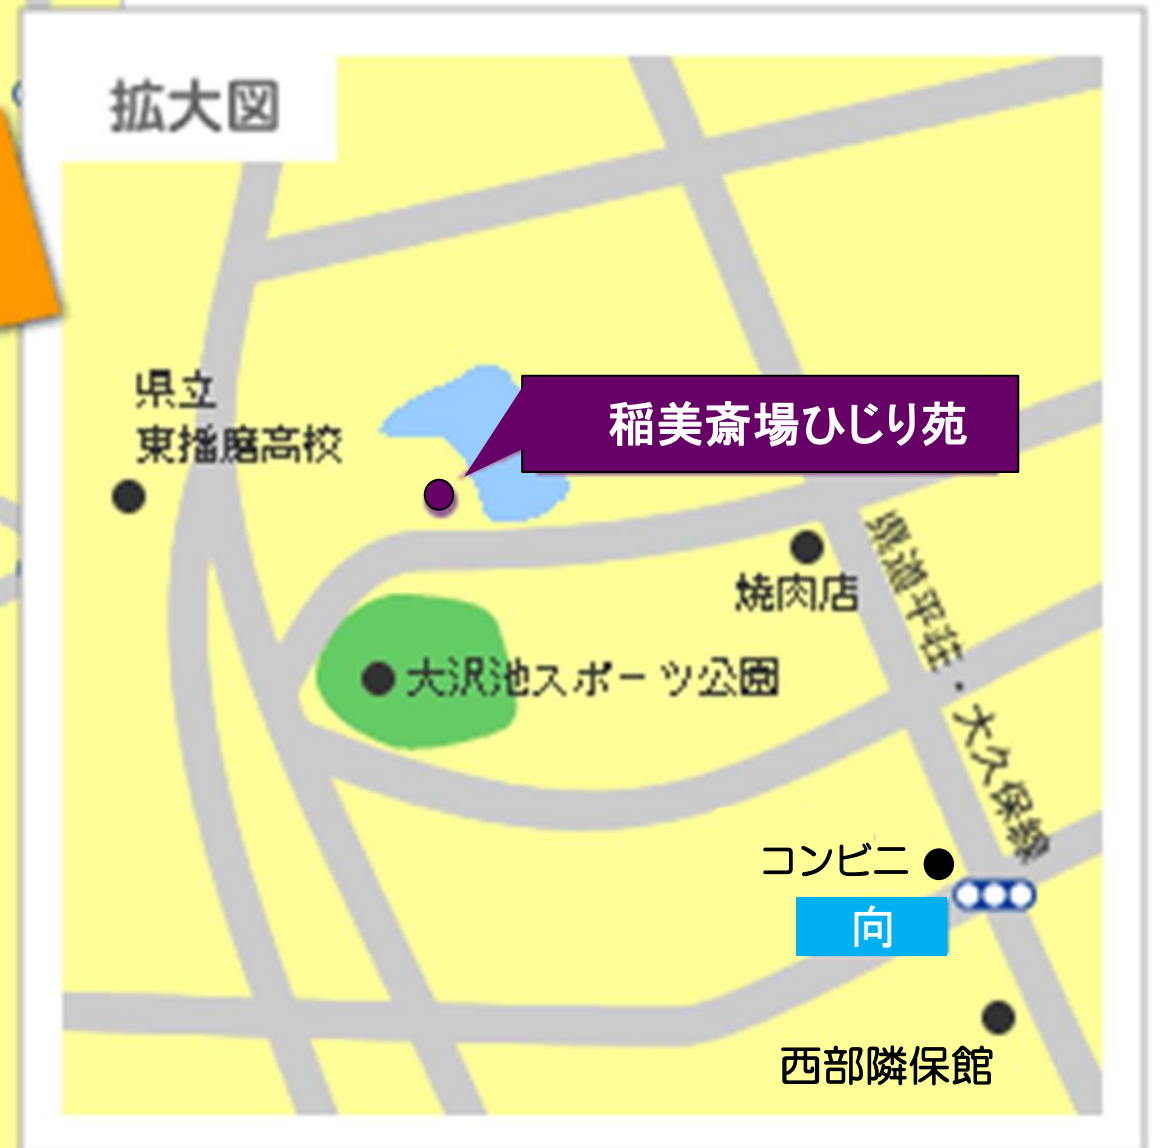 拡大図
県立
東播磨高校
稲美斎場ひじり苑
焼肉店
県道平荘・大久保線
大沢池スポーツ公園
コンビニ
向
西部隣保館